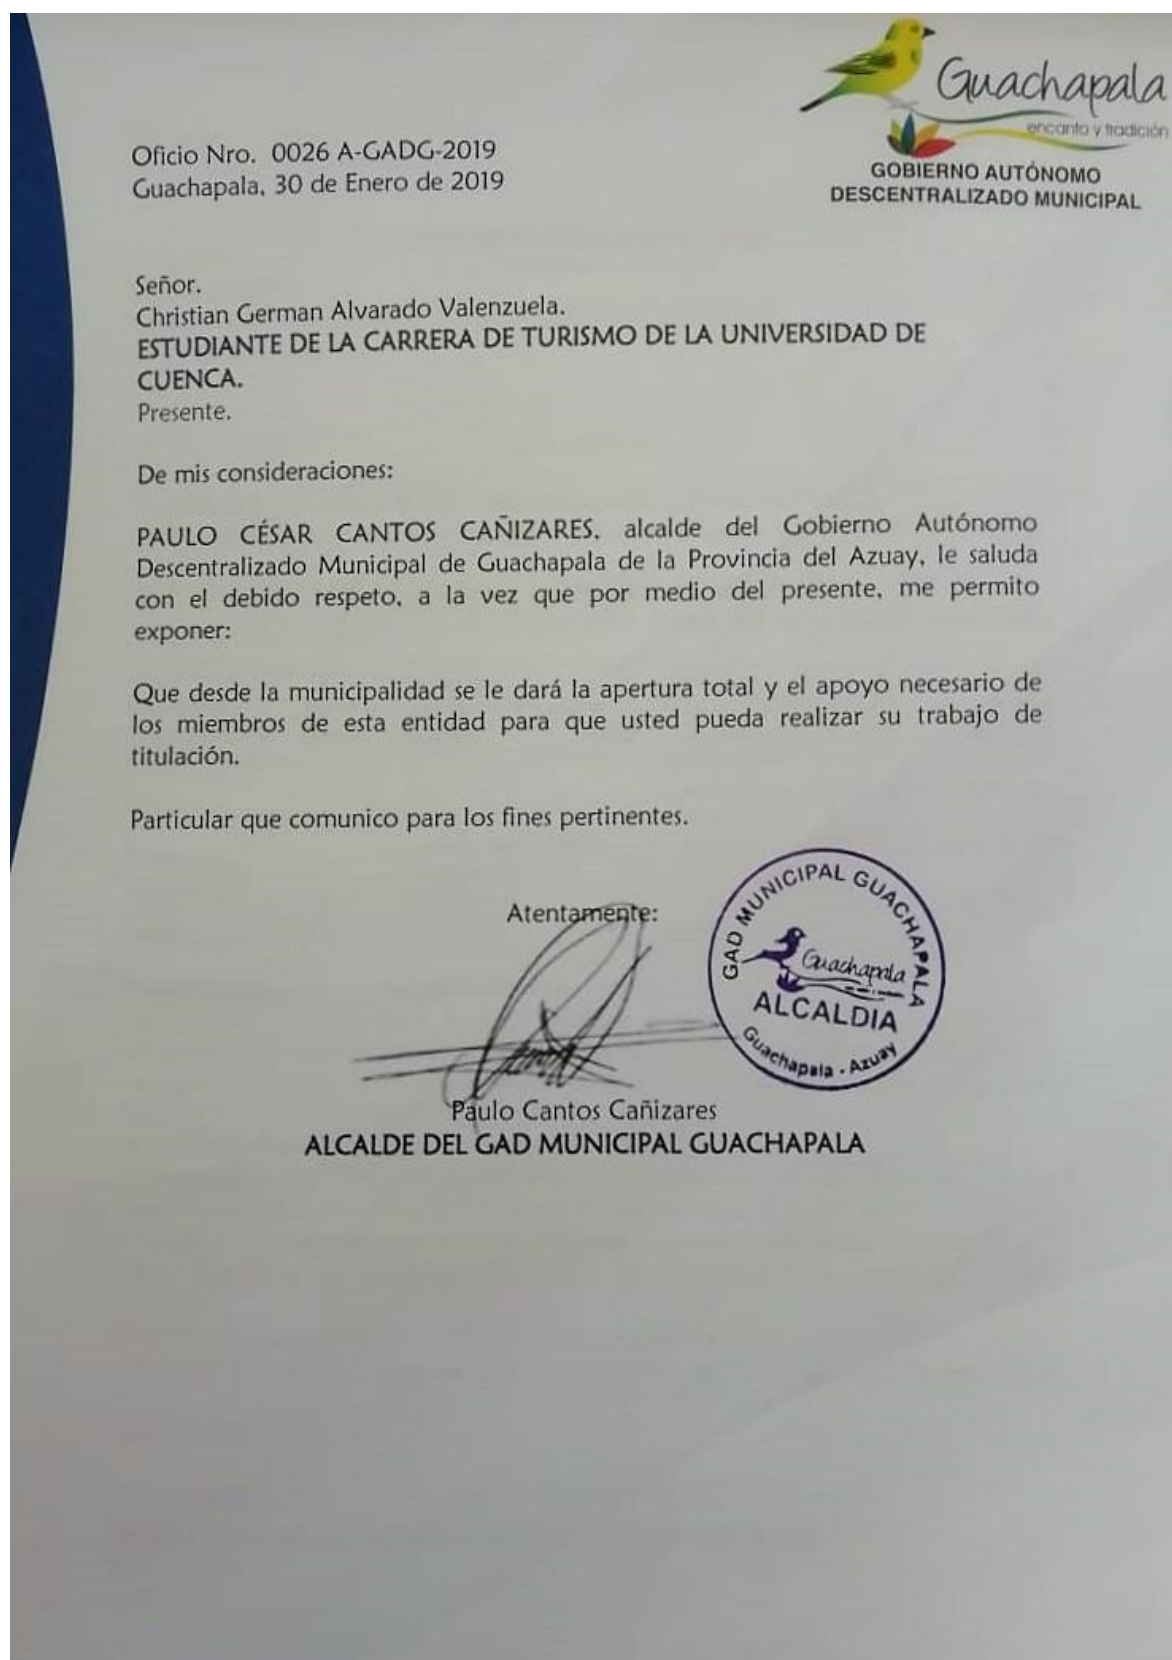 Guachapala
encanto y tradición
GOBIERNO AUTÓNOMO
DESCENTRALIZADO MUNICIPAL
Oficio Nro. 0026 A-GADG-2019
Guachapala, 30 de Enero de 2019
Señor.
Christian German Alvarado Valenzuela.
ESTUDIANTE DE LA CARRERA DE TURISMO DE LA UNIVERSIDAD DE
CUENCA.
Presente.
De mis consideraciones:
PAULO CÉSAR CANTOS CAÑIZARES, alcalde del Gobierno Autónomo
Descentralizado Municipal de Guachapala de la Provincia del Azuay, le saluda
con el debido respeto, a la vez que por medio del presente, me permito
exponer:
Que desde la municipalidad se le dará la apertura total y el apoyo necesario de
los miembros de esta entidad para que usted pueda realizar su trabajo de
titulación.
Particular que comunico para los fines pertinentes.
Atentamente:
GAD MUNICIPAL GUACHAPALA
Guachapala
ALCALDIA
Guachapala - Azuay
Paulo Cantos Cañizares
ALCALDE DEL GAD MUNICIPAL GUACHAPALA